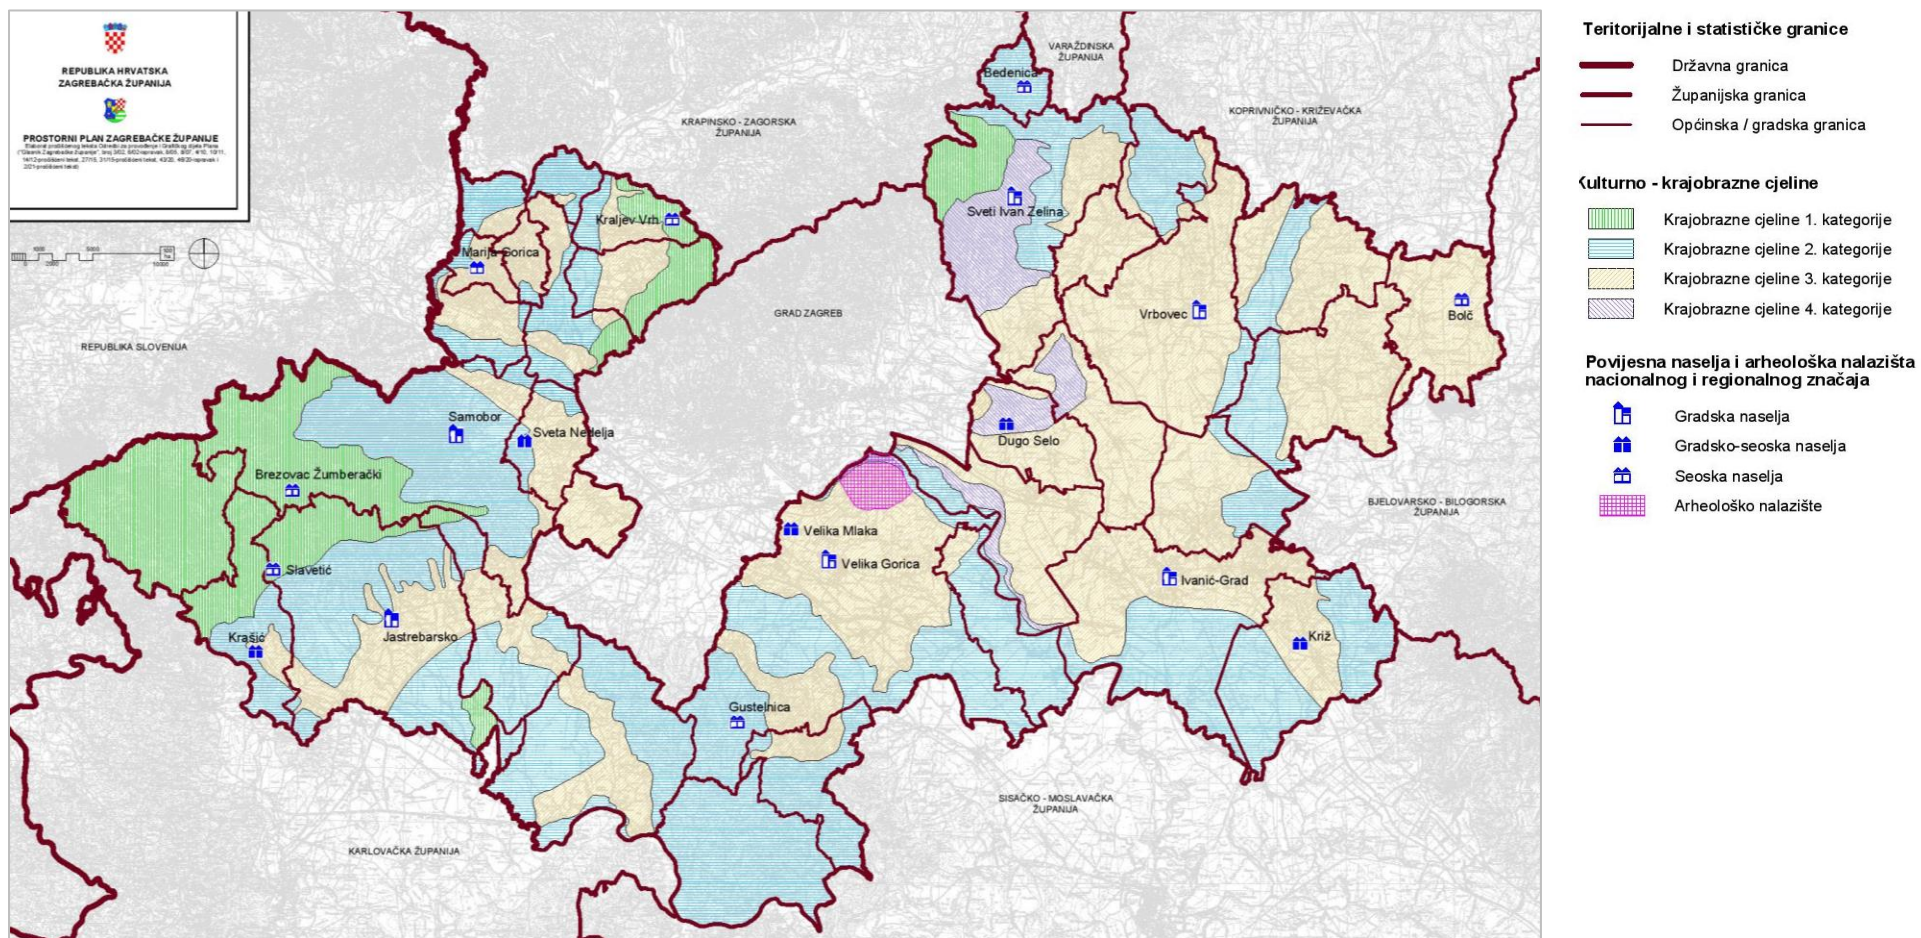 REPUBLIKA HRVATSKA
ZAGREBAČKA ŽUPANIJA
PROSTORNI PLAN ZAGREBAČKE ŽUPANIJE
VARAŽDINSKA
ŽUPANIJA
Bedenica
KOPRIVNIČKO - KRIŽEVAČKA
ŽUPANIJA
KRAPINSKO - ZAGORSKA
ŽUPANIJA
Kraljev Vrh
Sveti Ivan Zelina
Marija Gorica
Vrbovec
Bolč
GRAD ZAGREB
REPUBLIKA SLOVENIJA
Samobor
Sveta Nedelja
Dugo Selo
Brezovac Žumberački
BJELOVARSKO - BILOGORSKA
ŽUPANIJA
Velika Mlaka
Velika Gorica
Slavetić
Ivanić-Grad
Krašić
Jastrebarsko
Križ
Gustelnica
SISAČKO - MOSLAVAČKA
ŽUPANIJA
KARLOVAČKA ŽUPANIJA
Teritorijalne i statističke granice
Državna granica
Županijska granica
Općinska / gradska granica
Kulturno - krajobrazne cjeline
Krajobrazne cjeline 1. kategorije
Krajobrazne cjeline 2. kategorije
Krajobrazne cjeline 3. kategorije
Krajobrazne cjeline 4. kategorije
Povijesna naselja i arheološka nalazišta
nacionalnog i regionalnog značaja
Gradska naselja
Gradsko-seoska naselja
Seoska naselja
Arheološko nalazište